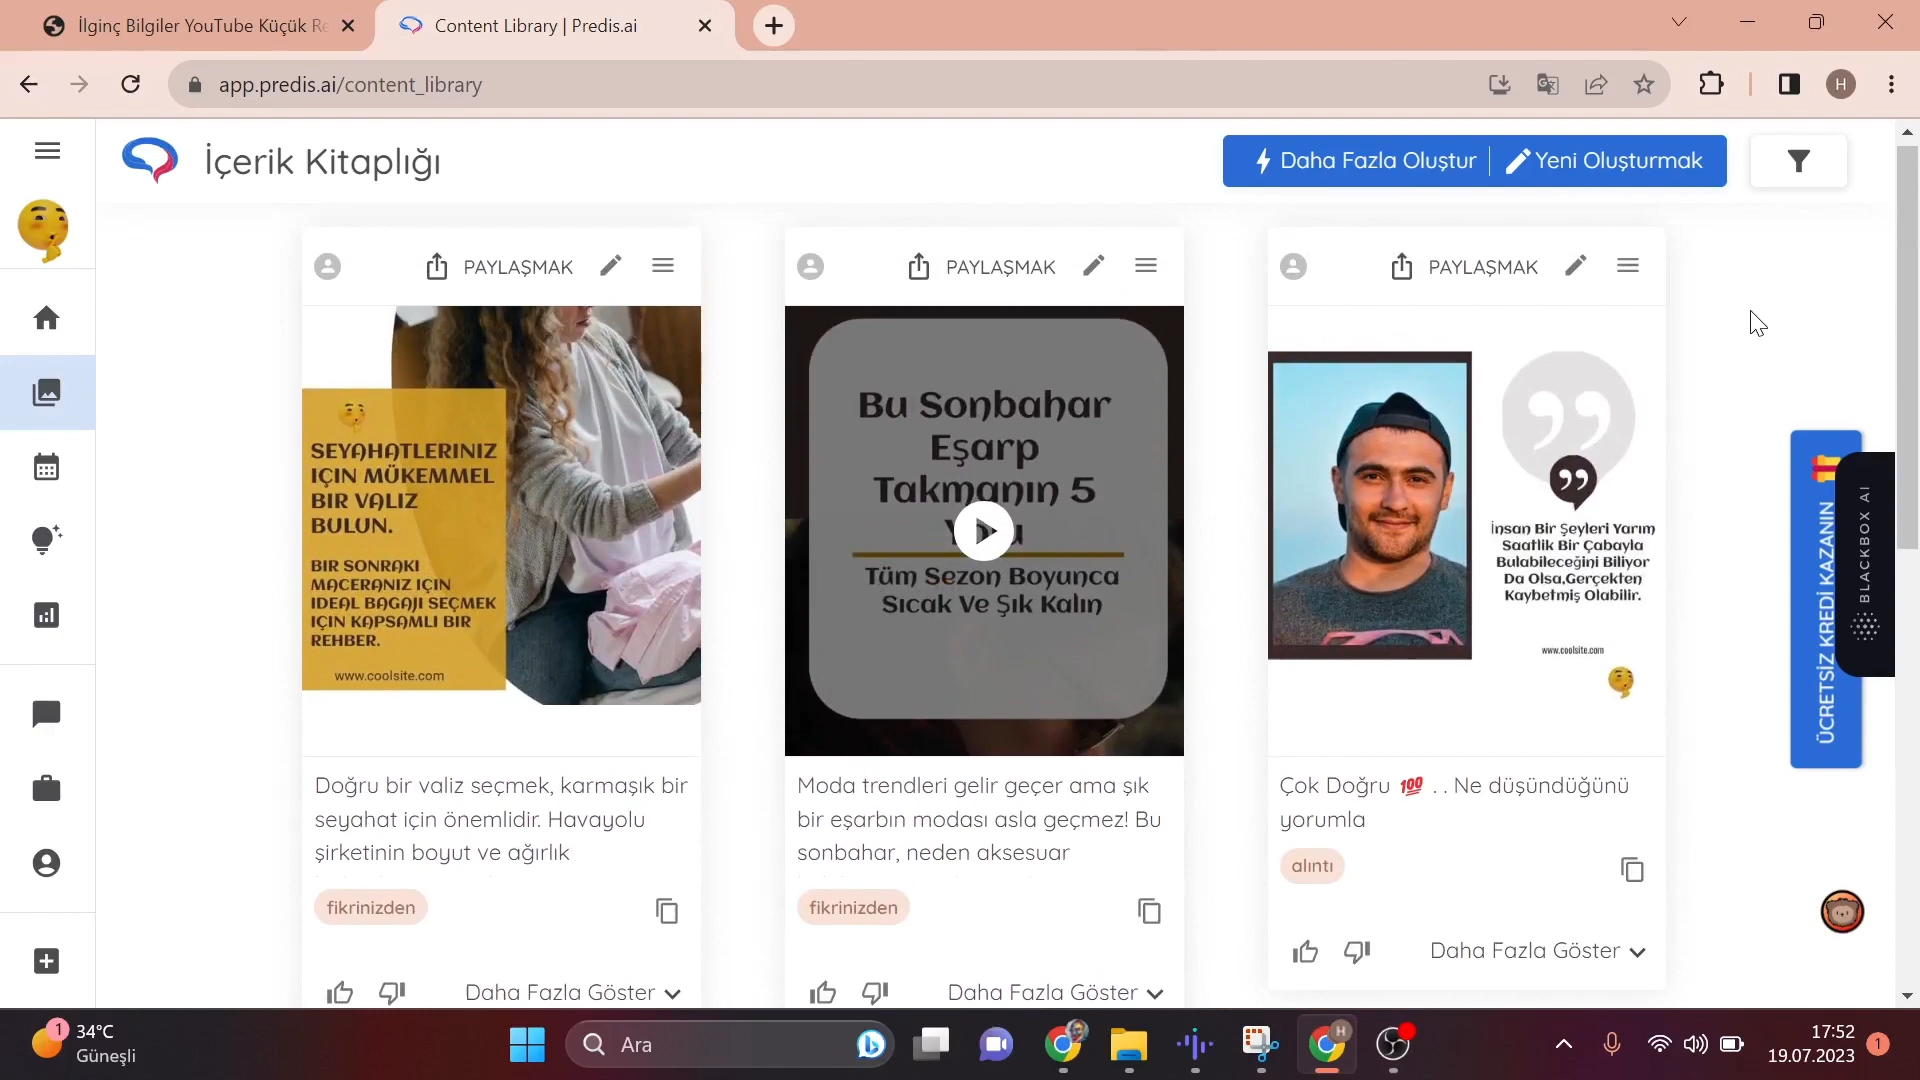 İlginç Bilgiler YouTube Küçük Re
Content Library | Predis.ai
app.predis.ai/content_library
H
İçerik Kitaplığı
Daha Fazla Oluştur
Yeni Oluşturmak
PAYLAŞMAK
SEYAHATLERINIZ
IÇIN MÜKEMMEL
BIR VALIZ
BULUN.
BIR SONRAKI
MACERANIZ IÇIN
IDEAL BAGAJI SEÇMEK
IÇIN KAPSAMLI BIR
REHBER.
www.coolsite.com
Doğru bir valiz seçmek, karmaşık bir
seyahat için önemlidir. Havayolu
şirketinin boyut ve ağırlık
fikrinizden
Daha Fazla Göster
PAYLAŞMAK
Bu Sonbahar
Eşarp
Takmanın 5
Tüm Sezon Boyunca
Sıcak Ve Şık Kalın
Moda trendleri gelir geçer ama şık
bir eşarbın modası asla geçmez! Bu
sonbahar, neden aksesuar
fikrinizden
Daha Fazla Göster
PAYLAŞMAK
İnsan Bir Şeyleri Yarım
Saatlik Bir Çabayla
Bulabileceğini Biliyor
Da Olsa,Gerçekten
Kaybetmiş Olabilir.
www.coolsite.com
Çok Doğru 💯 . . Ne düşündüğünü
yorumla
alıntı
Daha Fazla Göster
ÜCRETSİZ KREDİ KAZANIN
BLACKBOX AI
1
34°C
Güneşli
Ara
H
17:52
19.07.2023
1